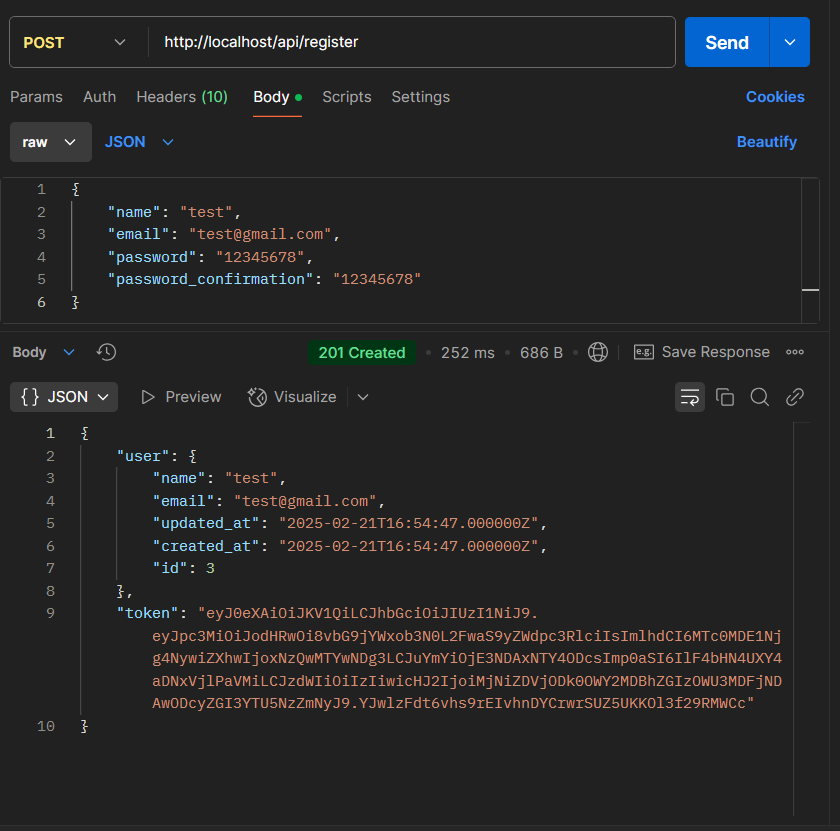 POST http://localhost/api/register Send
Params Auth Headers (10) Body Scripts Settings Cookies
raw JSON Beautify
1 {
2 "name": "test",
3 "email": "test@gmail.com",
4 "password": "12345678",
5 "password_confirmation": "12345678"
6 }
Body 201 Created • 252 ms • 686 B • e.g. Save Response
{} JSON Preview Visualize
1 {
2 "user": {
3 "name": "test",
4 "email": "test@gmail.com",
5 "updated_at": "2025-02-21T16:54:47.000000Z",
6 "created_at": "2025-02-21T16:54:47.000000Z",
7 "id": 3
8 },
9 "token": "eyJ0eXAiOiJKV1QiLCJhbGciOiJIUzI1NiJ9.
eyJpc3MiOiJodHRwOi8vbG9jYWxob3N0L2FwaS9yZWdpc3RlciIsImlhdCI6MTc0MDE1Nj
g4NywiZXhwIjoxNzQwMTYwNDg3LCJuYmYiOjE3NDAxNTY4ODcsImp0aSI6IlF4bHN4UXY4
aDNxVjlPaVMiLCJzdWIiOiIzIiwicHJ2IjoiMjNiZDVjODk0OWY2MDBhZGIzOWU3MDFjND
AwODcyZGI3YTU5NzZmNyJ9.YJwlzFdt6vhs9rEIvhnDYCrwrSUZ5UKKOl3f29RMWCc"
10 }